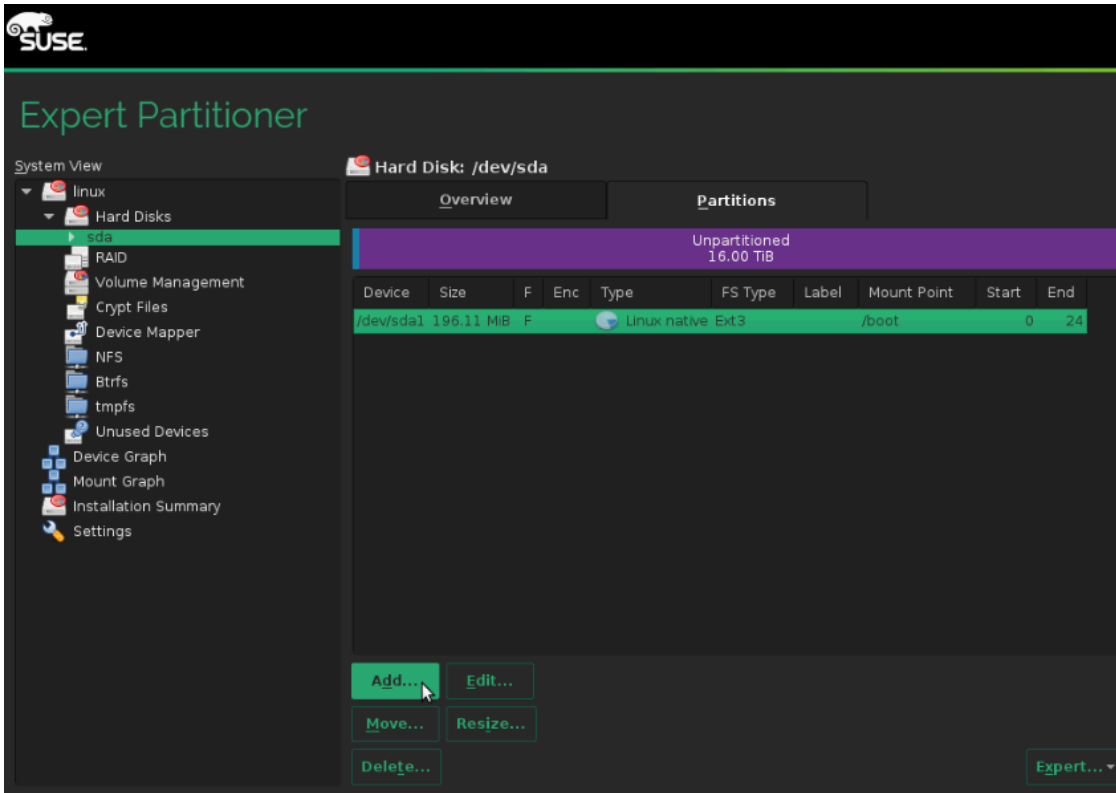 SUSE.
Expert Partitioner
System View
linux
Hard Disks
sda
RAID
Volume Management
Crypt Files
Device Mapper
NFS
Btrfs
tmpfs
Unused Devices
Device Graph
Mount Graph
Installation Summary
Settings
Hard Disk: /dev/sda
Overview Partitions
Unpartitioned
16.00 TiB
Device Size F Enc Type FS Type Label Mount Point Start End
/dev/sda1 196.11 MiB F Linux native Ext3 /boot 0 24
Add... Edit...
Move... Resize...
Delete... Expert...